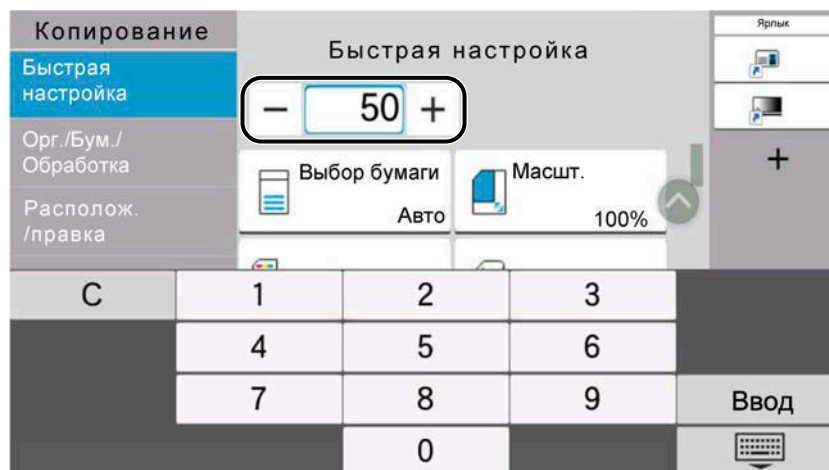 Копирование
Быстрая
настройка
Орг./Бум./
Обработка
Располож.
/правка
Быстрая настройка
− 50 +
Выбор бумаги
Авто
Масшт.
100%
Ярлык
+
C 1 2 3
4 5 6
7 8 9 Ввод
0